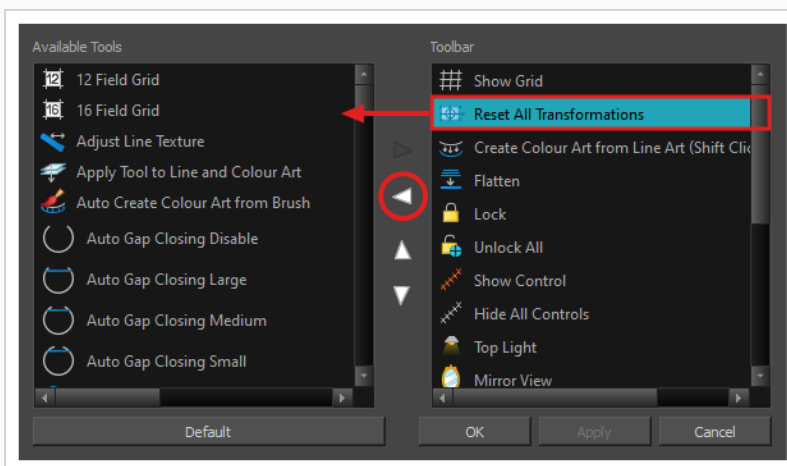 Available Tools
12 12 Field Grid
16 16 Field Grid
Adjust Line Texture
Apply Tool to Line and Colour Art
Auto Create Colour Art from Brush
Auto Gap Closing Disable
Auto Gap Closing Large
Auto Gap Closing Medium
Auto Gap Closing Small
Default
Toolbar
Show Grid
Reset All Transformations
Create Colour Art from Line Art (Shift Clic
Flatten
Lock
Unlock All
Show Control
Hide All Controls
Top Light
Mirror View
OK Apply Cancel